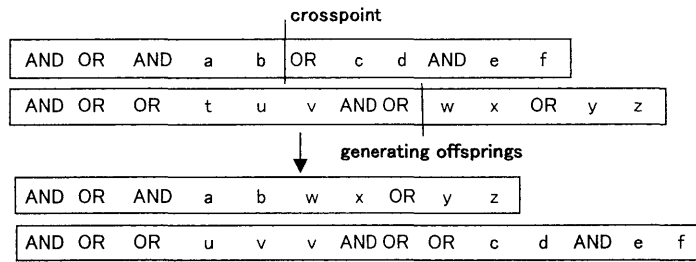 crosspoint
AND OR AND a b OR c d AND e f
AND OR OR t u v AND OR w x OR y z
generating offsprings
AND OR AND a b w x OR y z
AND OR OR u v v AND OR OR c d AND e f